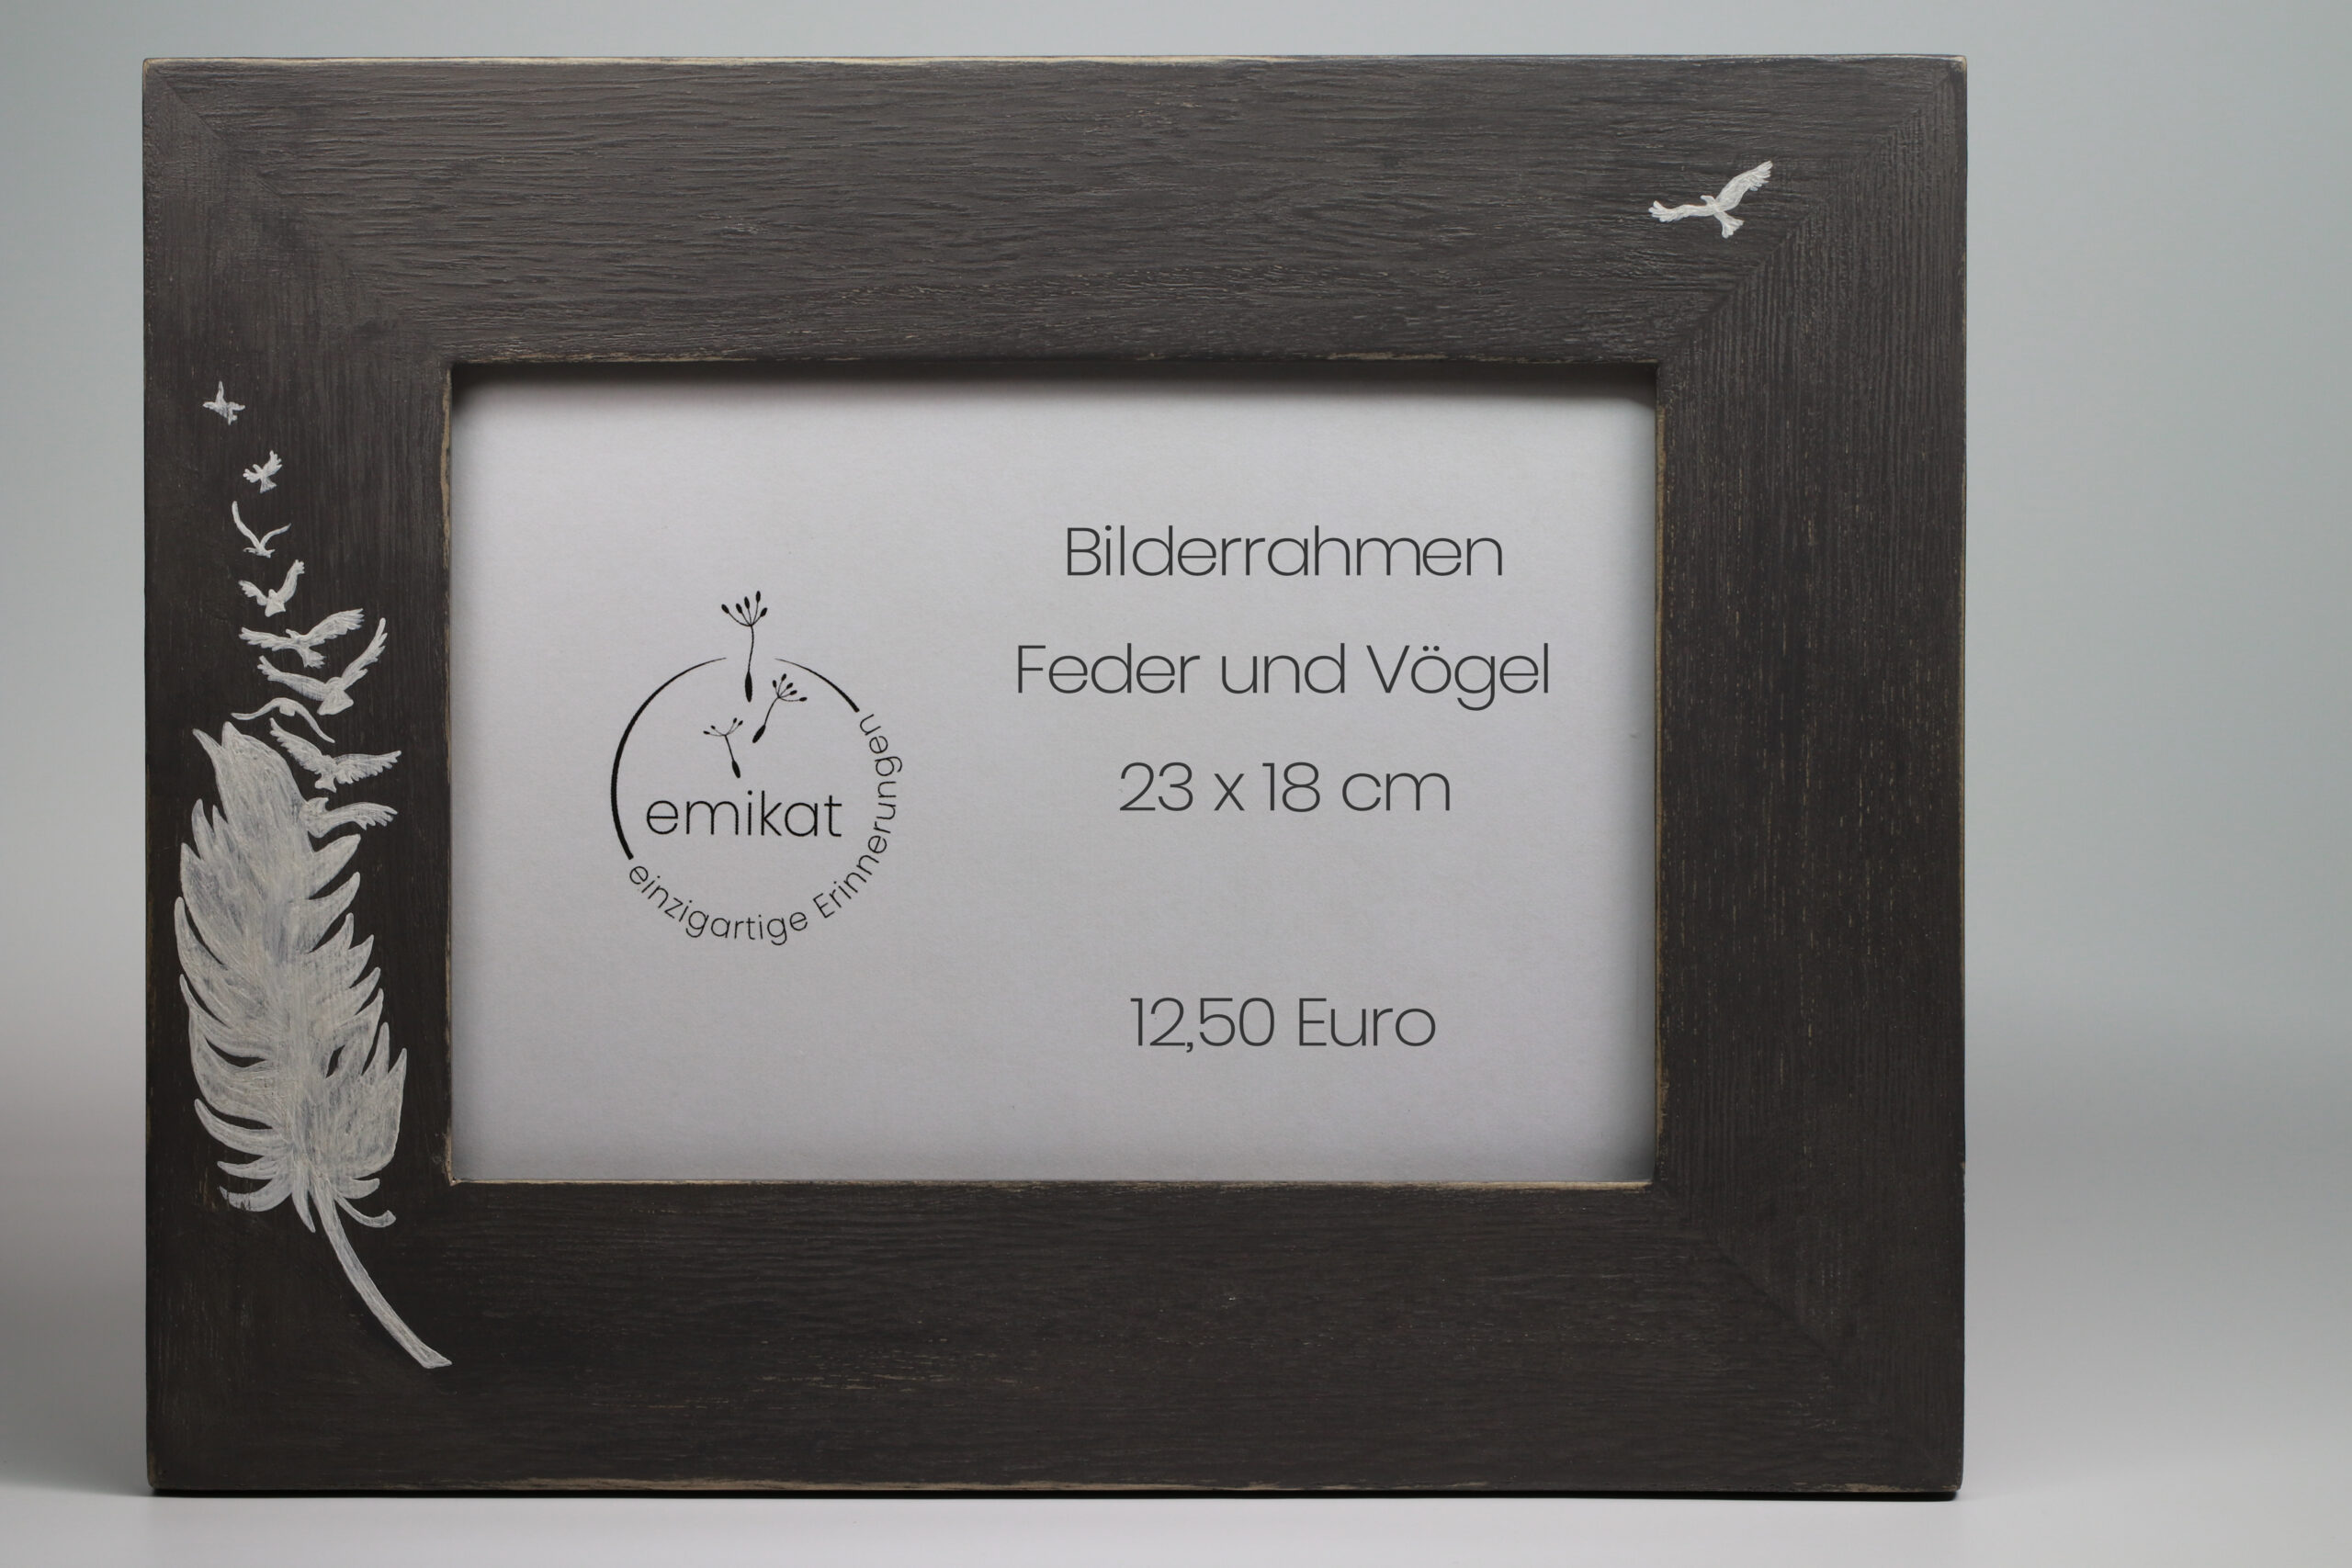 emikat
einzigartige Erinnerungen
Bilderrahmen
Feder und Vögel
23 x 18 cm
12,50 Euro